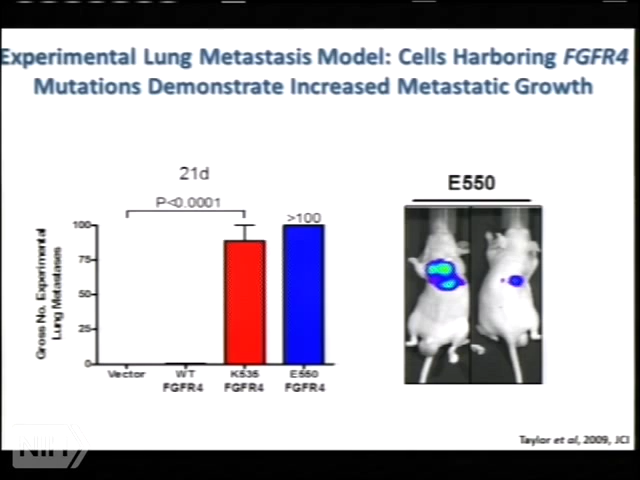 Experimental Lung Metastasis Model: Cells Harboring FGFR4
Mutations Demonstrate Increased Metastatic Growth
21d
P<0.0001
>100
100
75
50
25
0
Gross No. Experimental
Lung Metastases
Vector
WT
FGFR4
K535
FGFR4
E550
FGFR4
E550
Taylor et al, 2009, JCI
NIH